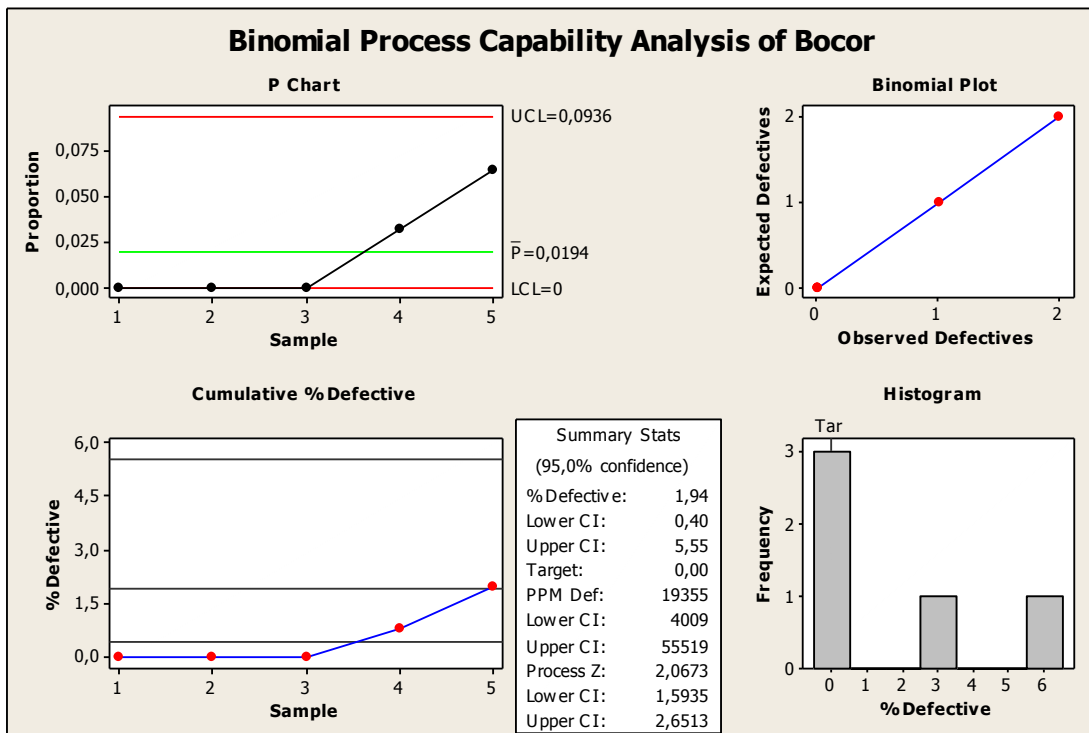 Binomial Process Capability Analysis of Bocor
P Chart
Proportion
0,075
0,050
0,025
0,000
UCL=0,0936
P̅=0,0194
LCL=0
1 2 3 4 5
Sample
Binomial Plot
Expected Defectives
2
1
0
0 1 2
Observed Defectives
Cumulative %Defective
%Defective
6,0
4,5
3,0
1,5
0,0
1 2 3 4 5
Sample
Summary Stats
(95,0% confidence)
%Defective: 1,94
Lower CI: 0,40
Upper CI: 5,55
Target: 0,00
PPM Def: 19355
Lower CI: 4009
Upper CI: 55519
Process Z: 2,0673
Lower CI: 1,5935
Upper CI: 2,6513
Histogram
Tar
Frequency
3
2
1
0
0 1 2 3 4 5 6
%Defective